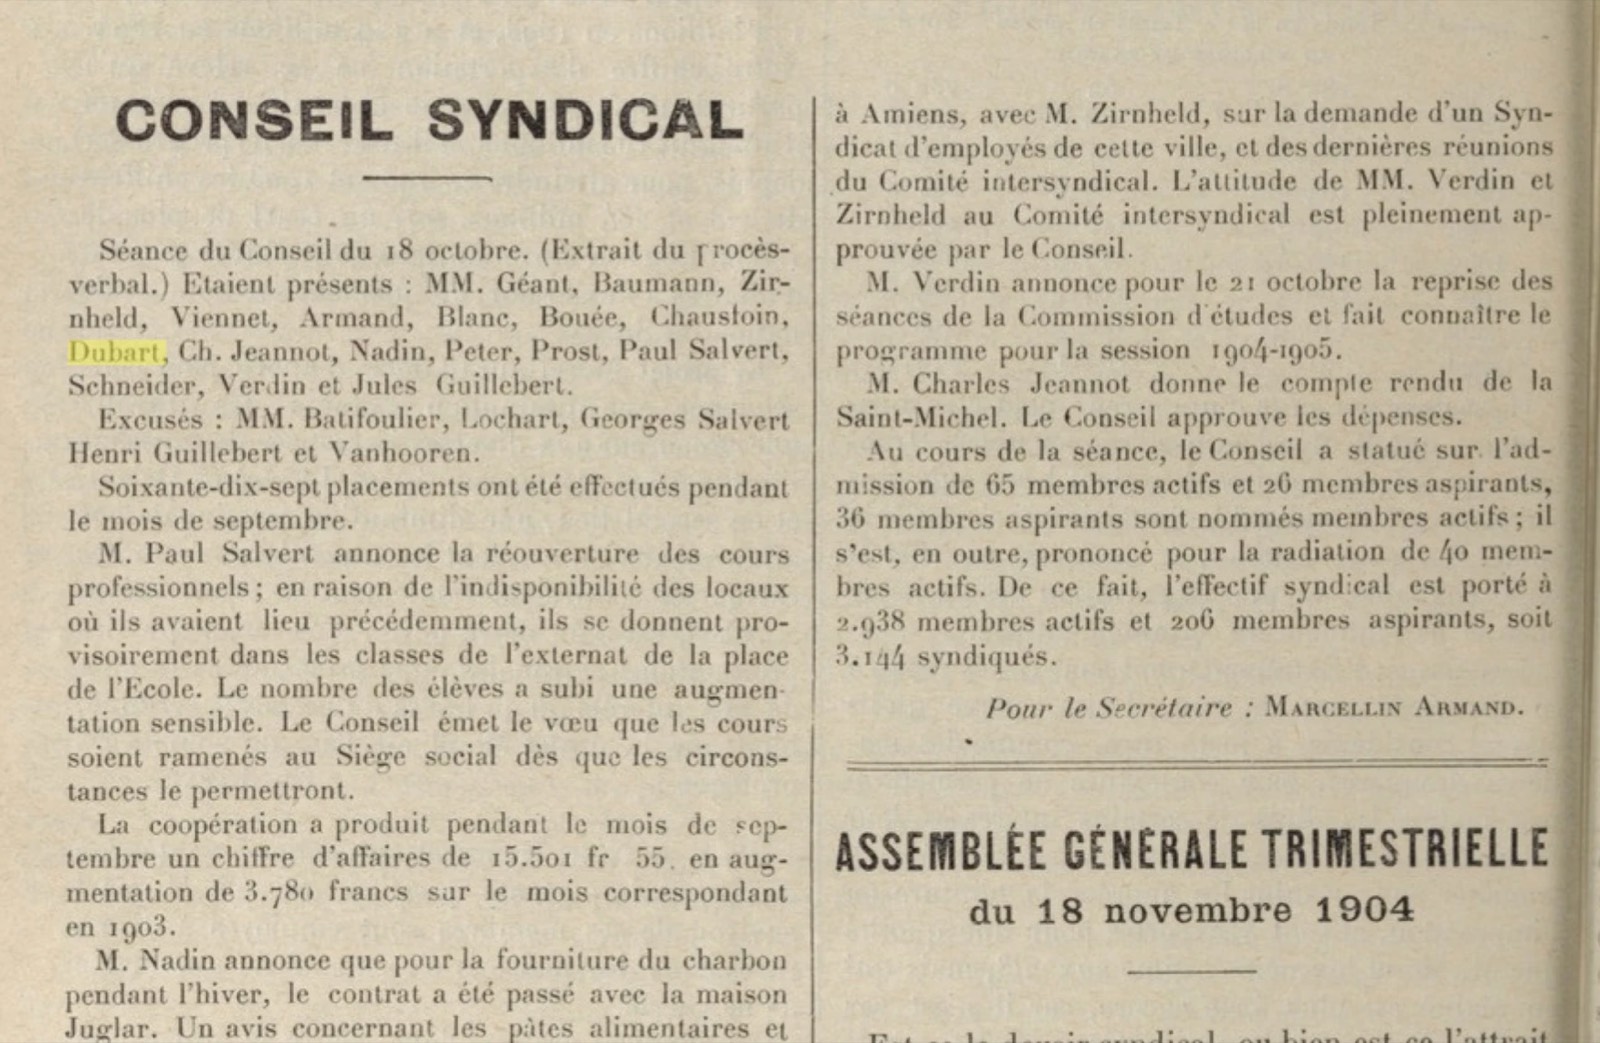 CONSEIL SYNDICAL
Séance du Conseil du 18 octobre. (Extrait du procès-
verbal.) Etaient présents : MM. Géant, Baumann, Zir-
nheld, Viennet, Armand, Blanc, Bouée, Chaustoin,
Dubart, Ch. Jeannot, Nadin, Peter, Prost, Paul Salvert,
Schneider, Verdin et Jules Guillebert.
Excusés : MM. Batifoulier, Lochart, Georges Salvert
Henri Guillebert et Vanhooren.
Soixante-dix-sept placements ont été effectués pendant
le mois de septembre.
M. Paul Salvert annonce la réouverture des cours
professionnels ; en raison de l'indisponibilité des locaux
où ils avaient lieu précédemment, ils se donnent pro-
visoirement dans les classes de l'externat de la place
de l'Ecole. Le nombre des élèves a subi une augmen-
tation sensible. Le Conseil émet le vœu que les cours
soient ramenés au Siège social dès que les circons-
tances le permettront.
La coopération a produit pendant le mois de sep-
tembre un chiffre d'affaires de 15.501 fr 55. en aug-
mentation de 3.780 francs sur le mois correspondant
en 1903.
M. Nadin annonce que pour la fourniture du charbon
pendant l'hiver, le contrat a été passé avec la maison
Juglar. Un avis concernant les pâtes alimentaires et
à Amiens, avec M. Zirnheld, sur la demande d'un Syn-
dicat d'employés de cette ville, et des dernières réunions
du Comité intersyndical. L'attitude de MM. Verdin et
Zirnheld au Comité intersyndical est pleinement ap-
prouvée par le Conseil.
M. Verdin annonce pour le 21 octobre la reprise des
séances de la Commission d'études et fait connaître le
programme pour la session 1904-1905.
M. Charles Jeannot donne le compte rendu de la
Saint-Michel. Le Conseil approuve les dépenses.
Au cours de la séance, le Conseil a statué sur l'ad-
mission de 65 membres actifs et 26 membres aspirants,
36 membres aspirants sont nommés membres actifs ; il
s'est, en outre, prononcé pour la radiation de 40 mem-
bres actifs. De ce fait, l'effectif syndical est porté à
2.938 membres actifs et 206 membres aspirants, soit
3.144 syndiqués.
Pour le Secrétaire : MARCELLIN ARMAND.
ASSEMBLÉE GÉNÉRALE TRIMESTRIELLE
du 18 novembre 1904
Est-ce le devoir syndical, ou bien est-ce l'attrait